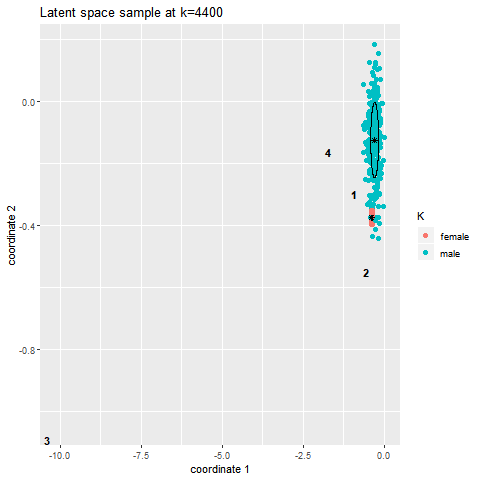 Latent space sample at k=4400
0.0
-0.4
-0.8
coordinate 2
4
1
2
3
-10.0
-7.5
-5.0
-2.5
0.0
coordinate 1
K
female
male